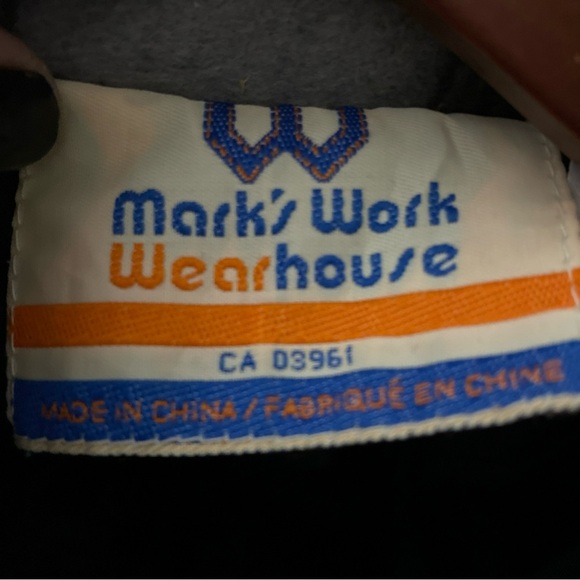 Mark's Work
Wearhouse
CA 03961
MADE IN CHINA / FABRIQUÉ EN CHINE